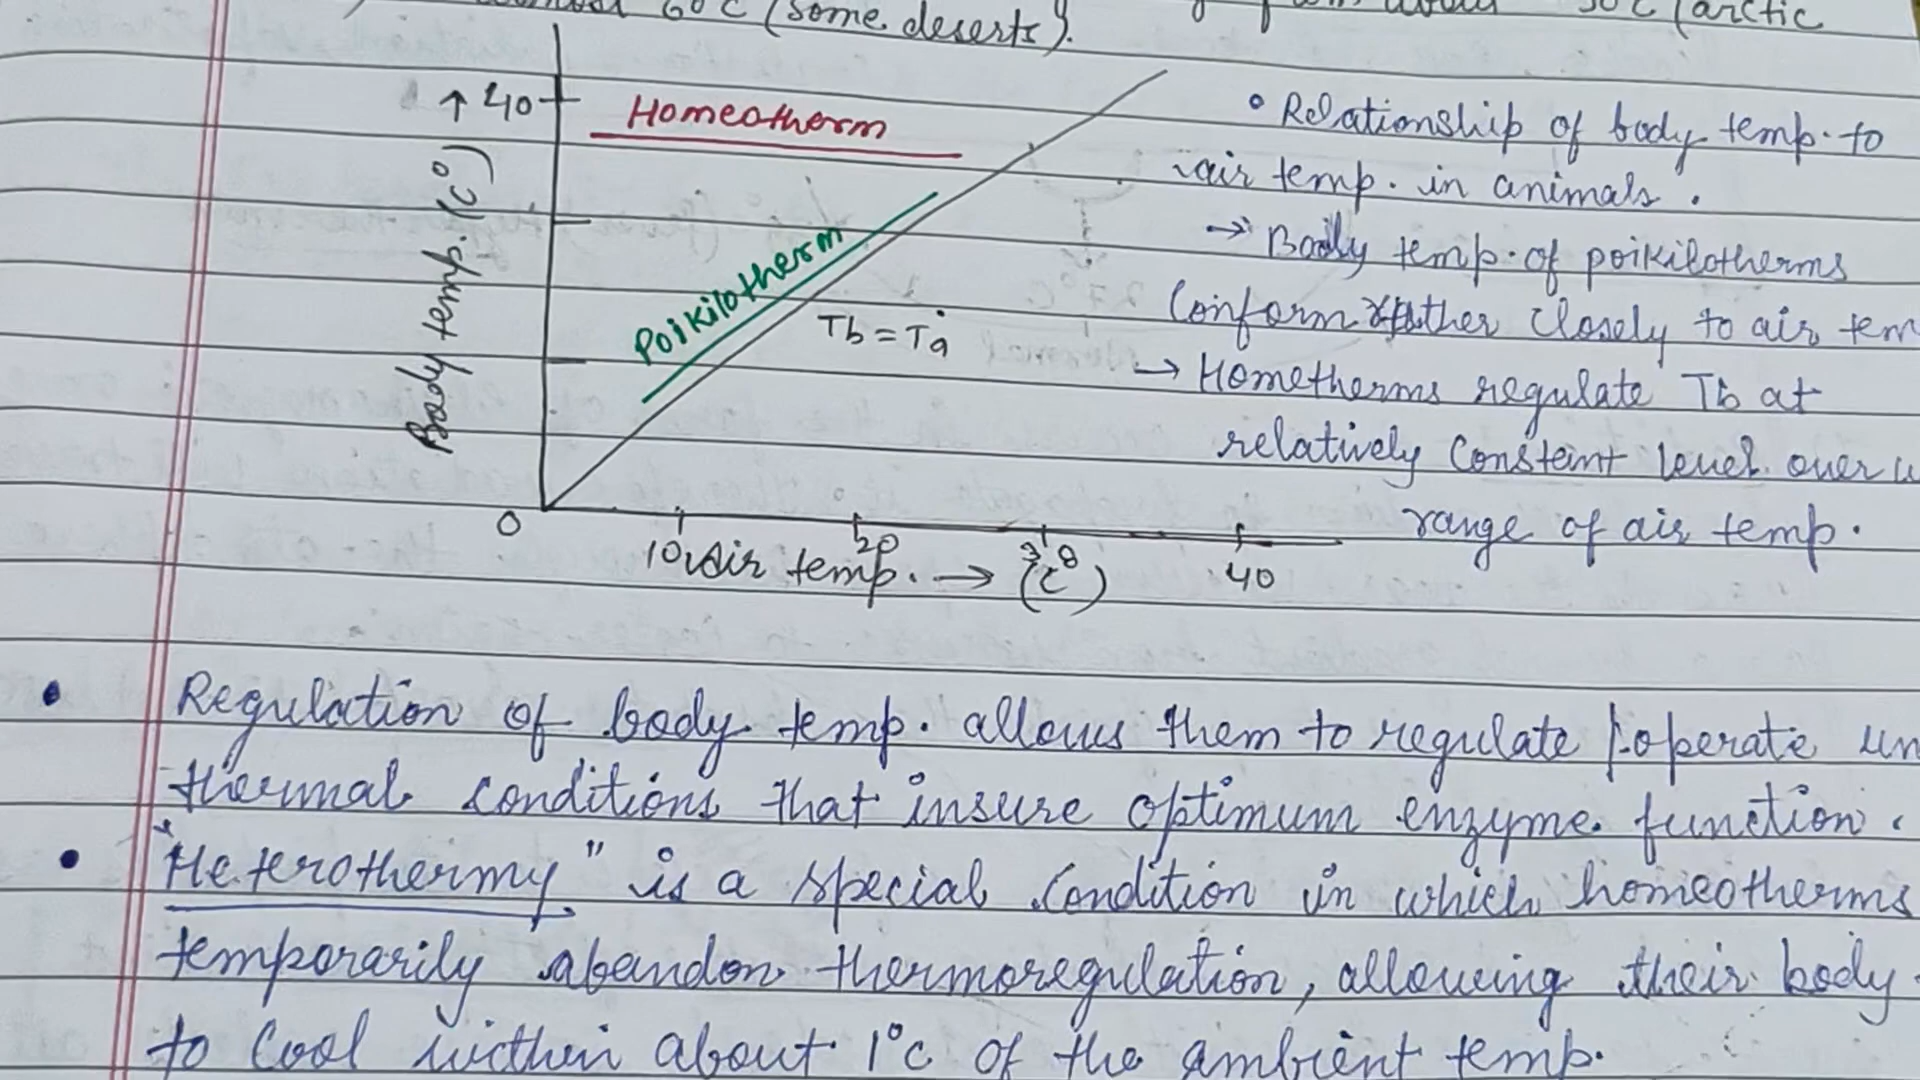 60°C (some deserts).
(arctic
↑ 40
Homeotherm
Body temp. (C°)
Poikilotherm
Tb = Ta
0
10 20 30 40
Air temp. → (C°)
• Relationship of body temp. to
air temp. in animals.
→ Body temp. of poikilotherms
Conform rather closely to air tem
→ Hometherms regulate Tb at
relatively constant level over w
range of air temp.
• Regulation of body temp. allows them to regulate | operate un
thermal conditions that insure optimum enzyme function.
• "Heterothermy" is a special condition in which homeotherms
temporarily abandon thermoregulation, allowing their body
to cool within about 1°C of the ambient temp.